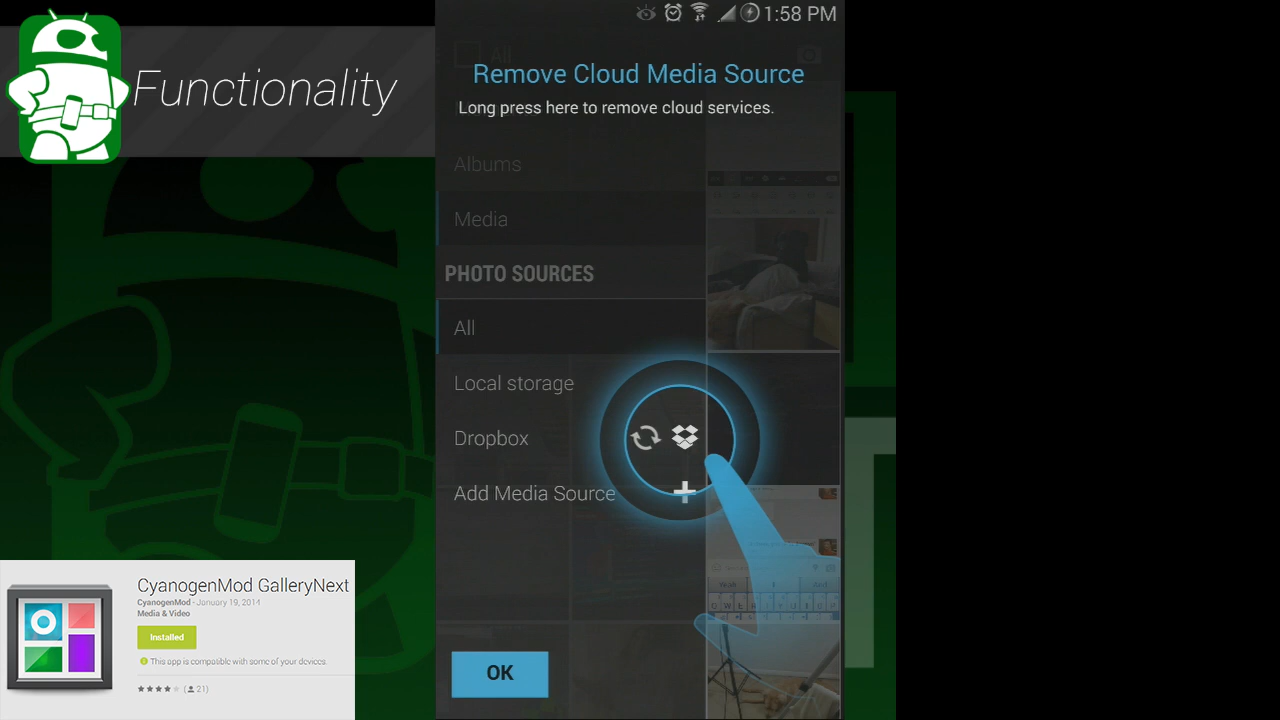 Functionality
1:58 PM
All
Remove Cloud Media Source
Long press here to remove cloud services.
Albums
Media
PHOTO SOURCES
All
Local storage
Dropbox
Add Media Source
OK
CyanogenMod GalleryNext
CyanogenMod - January 19, 2014
Media & Video
Installed
This app is compatible with some of your devices.
(21)